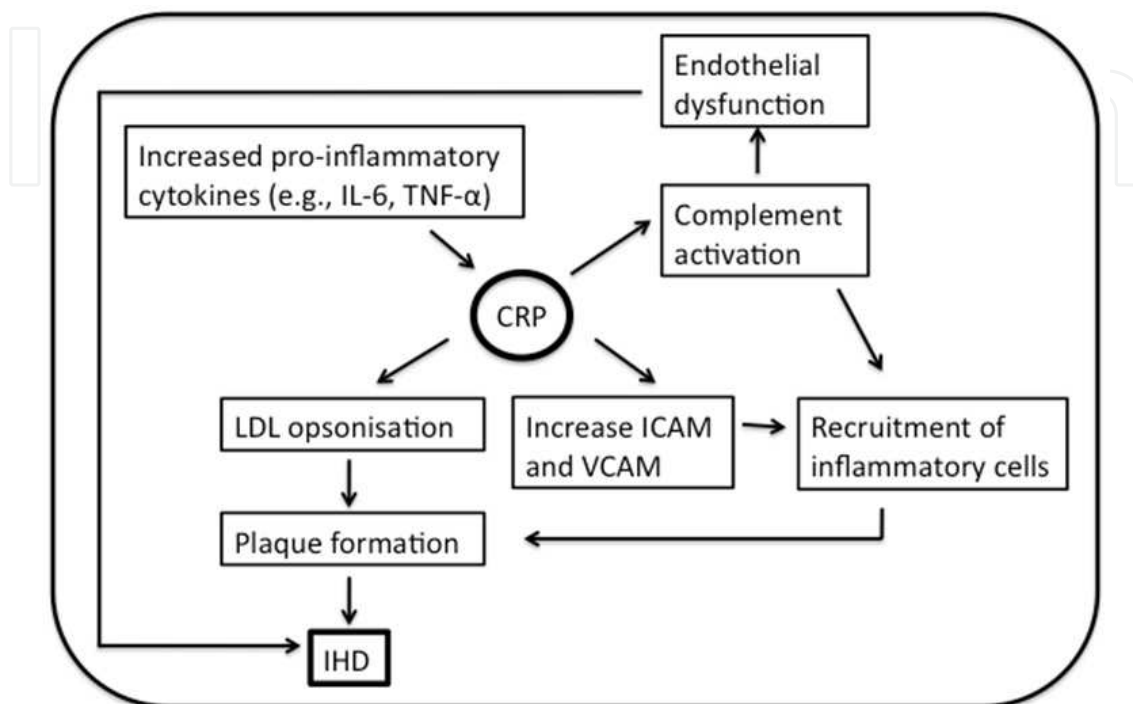 Endothelial
dysfunction
Increased pro-inflammatory
cytokines (e.g., IL-6, TNF-α)
Complement
activation
CRP
LDL opsonisation
Increase ICAM
and VCAM
Recruitment of
inflammatory cells
Plaque formation
IHD